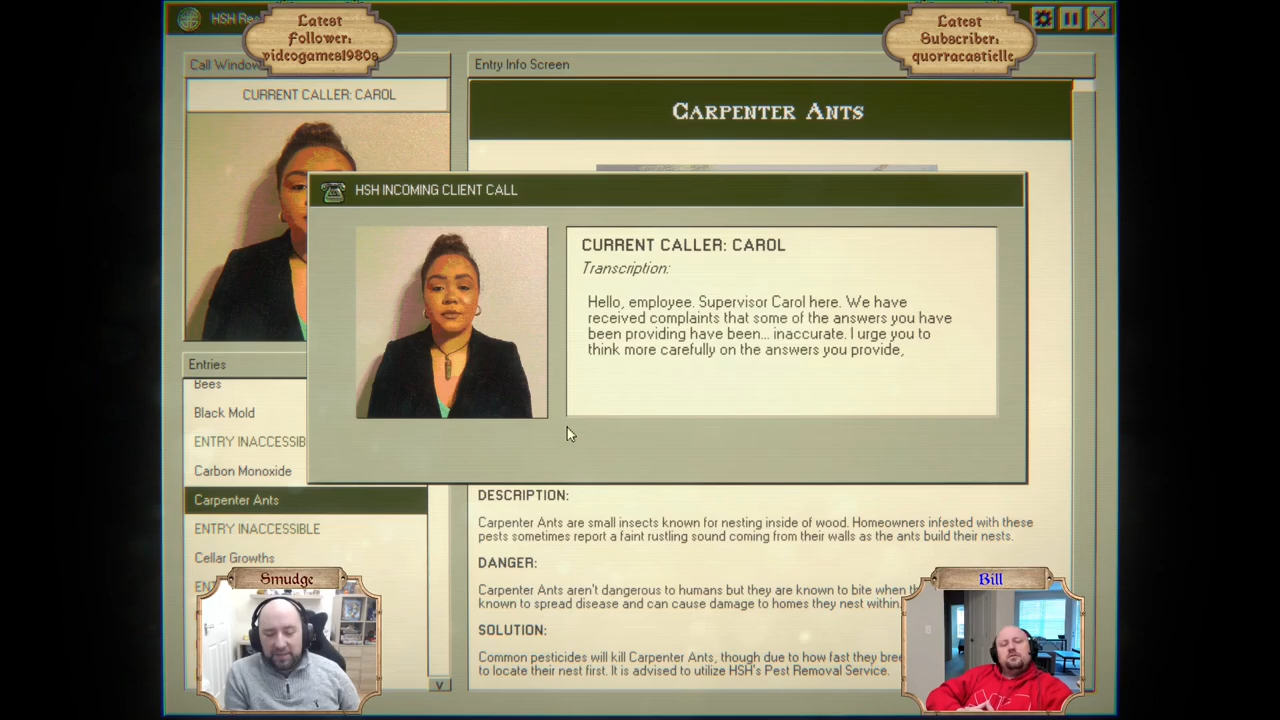 HSH
Latest
Follower:
videogames1980s
Latest
Subscriber:
quorracastielle
Call Window
Entry Info Screen
CURRENT CALLER: CAROL
Carpenter Ants
HSH INCOMING CLIENT CALL
CURRENT CALLER: CAROL
Transcription:
Hello, employee. Supervisor Carol here. We have
received complaints that some of the answers you have
been providing have been... inaccurate. I urge you to
think more carefully on the answers you provide,
Entries
Bees
Black Mold
ENTRY INACCESSIB
Carbon Monoxide
Carpenter Ants
ENTRY INACCESSIBLE
Cellar Growths
DESCRIPTION:
Carpenter Ants are small insects known for nesting inside of wood. Homeowners infested with these
pests sometimes report a faint rustling sound coming from their walls as the ants build their nests.
DANGER:
Carpenter Ants aren't dangerous to humans but they are known to bite when
known to spread disease and can cause damage to homes they nest within.
SOLUTION:
Common pesticides will kill Carpenter Ants, though due to how fast they bree
to locate their nest first. It is advised to utilize HSH's Pest Removal Service.
Smudge
Bill